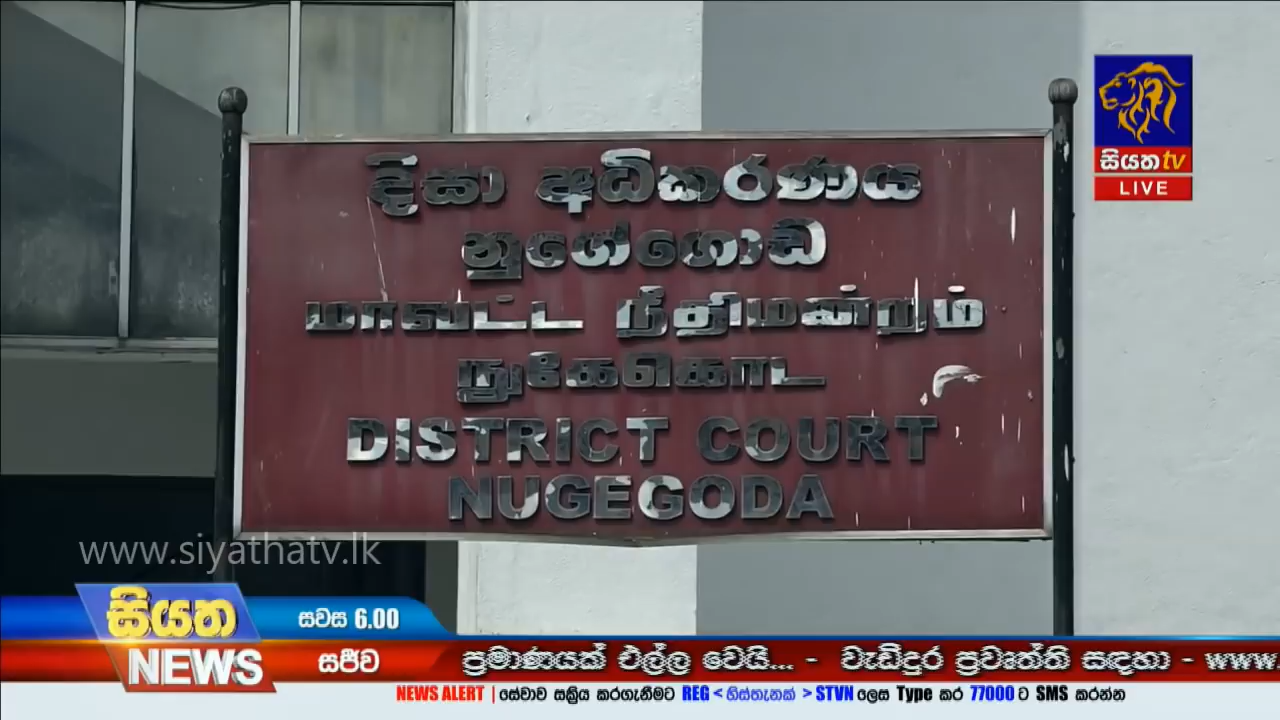 සියත tv
LIVE
දිසා අධිකරණය
නුගේගොඩ
மாவட்ட நீதிமன்றம்
நுகேகொட
DISTRICT COURT
NUGEGODA
www.siyathatv.lk
සියත
සවස 6.00
NEWS
සජීව
ප්‍රමාණයක් එල්ල වෙයි... - වැඩිදුර ප්‍රවෘත්ති සඳහා - www.
NEWS ALERT | සේවාව සක්‍රිය කරගැනීමට REG < හිස්තැනක් > STVN ලෙස Type කර 77000 ට SMS කරන්න